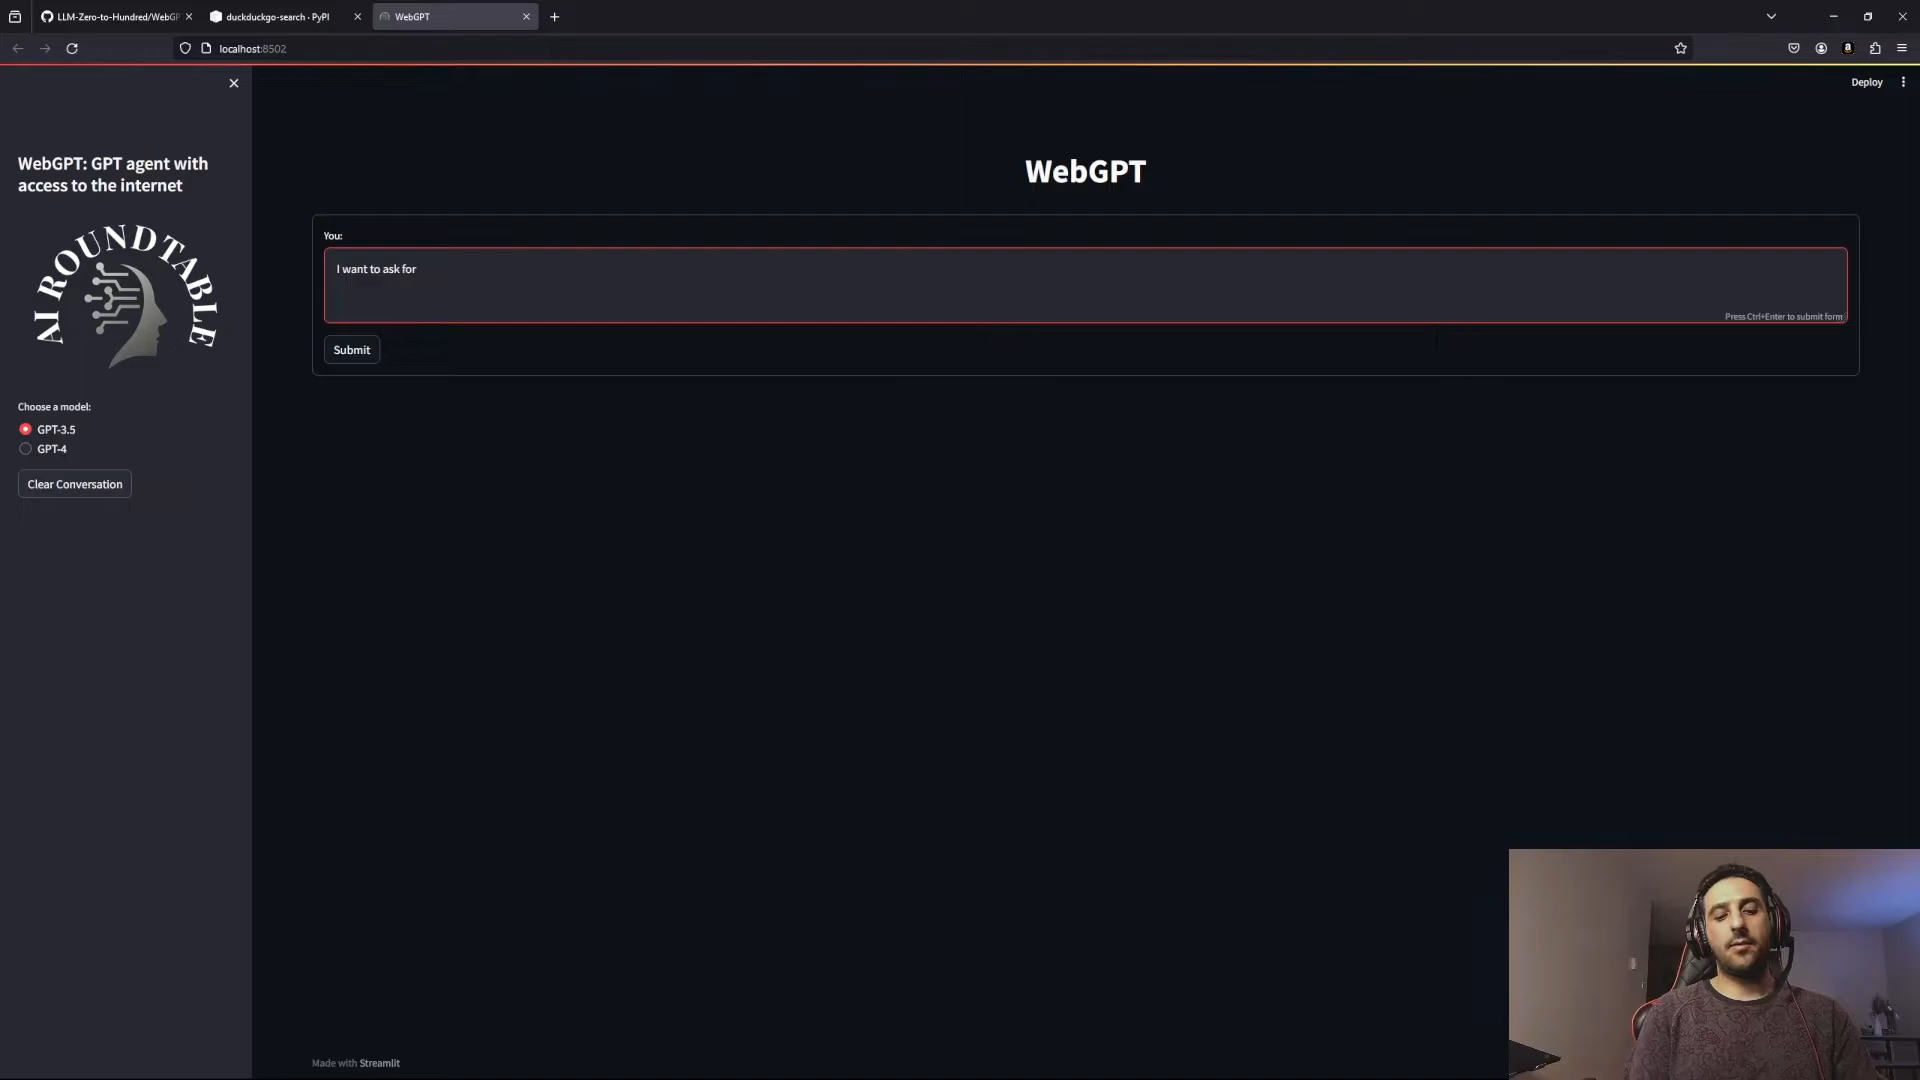 LLM-Zero-to-Hundred/WebGP
duckduckgo-search · PyPI
WebGPT
localhost:8502
Deploy
WebGPT: GPT agent with
access to the internet
AI ROUNDTABLE
Choose a model:
GPT-3.5
GPT-4
Clear Conversation
WebGPT
You:
I want to ask for
Press Ctrl+Enter to submit form
Submit
Made with Streamlit